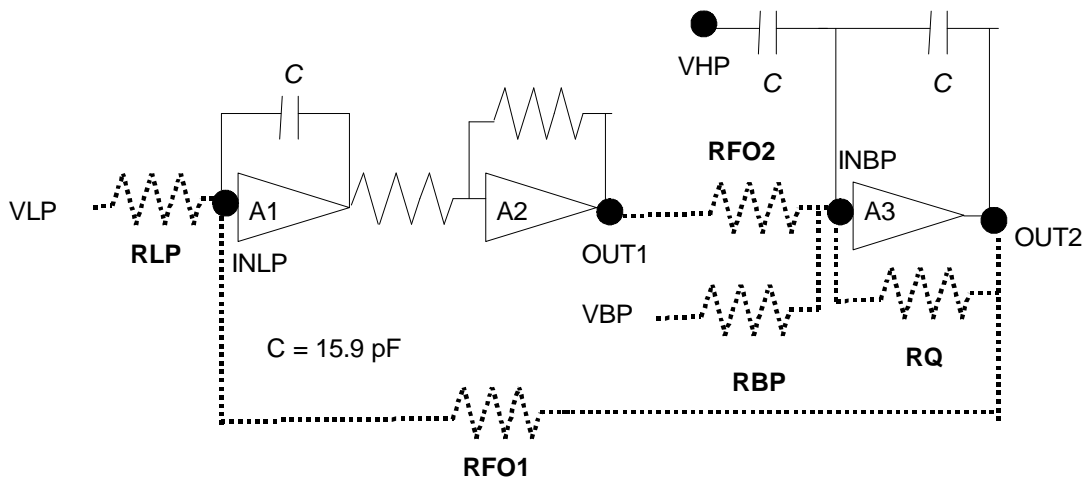 VHP
C
C
C
RFO2
INBP
VLP
A1
A2
A3
RLP
INLP
OUT1
OUT2
VBP
C = 15.9 pF
RBP
RQ
RFO1